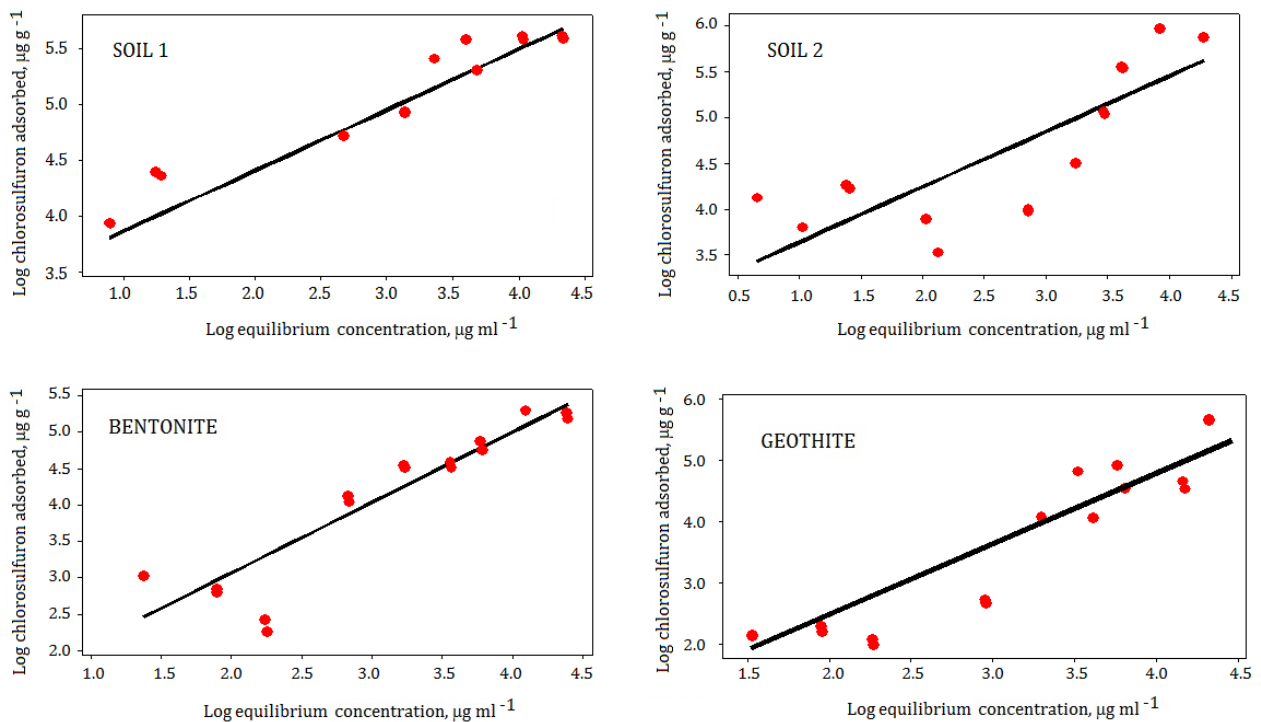 Log chlorosulfuron adsorbed, µg g⁻¹
SOIL 1
5.5
5.0
4.5
4.0
3.5
1.0 1.5 2.0 2.5 3.0 3.5 4.0 4.5
Log equilibrium concentration, µg ml⁻¹
Log chlorosulfuron adsorbed, µg g⁻¹
SOIL 2
6.0
5.5
5.0
4.5
4.0
3.5
0.5 1.0 1.5 2.0 2.5 3.0 3.5 4.0 4.5
Log equilibrium concentration, µg ml⁻¹
Log chlorosulfuron adsorbed, µg g⁻¹
BENTONITE
5.5
5.0
4.5
4.0
3.5
3.0
2.5
2.0
1.0 2.0 2.5 3.0 3.5 4.0 4.5
Log equilibrium concentration, µg ml⁻¹
Log chlorosulfuron adsorbed, µg g⁻¹
GEOTHITE
6.0
5.0
4.0
3.0
2.0
1.5 2.0 2.5 3.0 3.5 4.0 4.5
Log equilibrium concentration, µg ml⁻¹